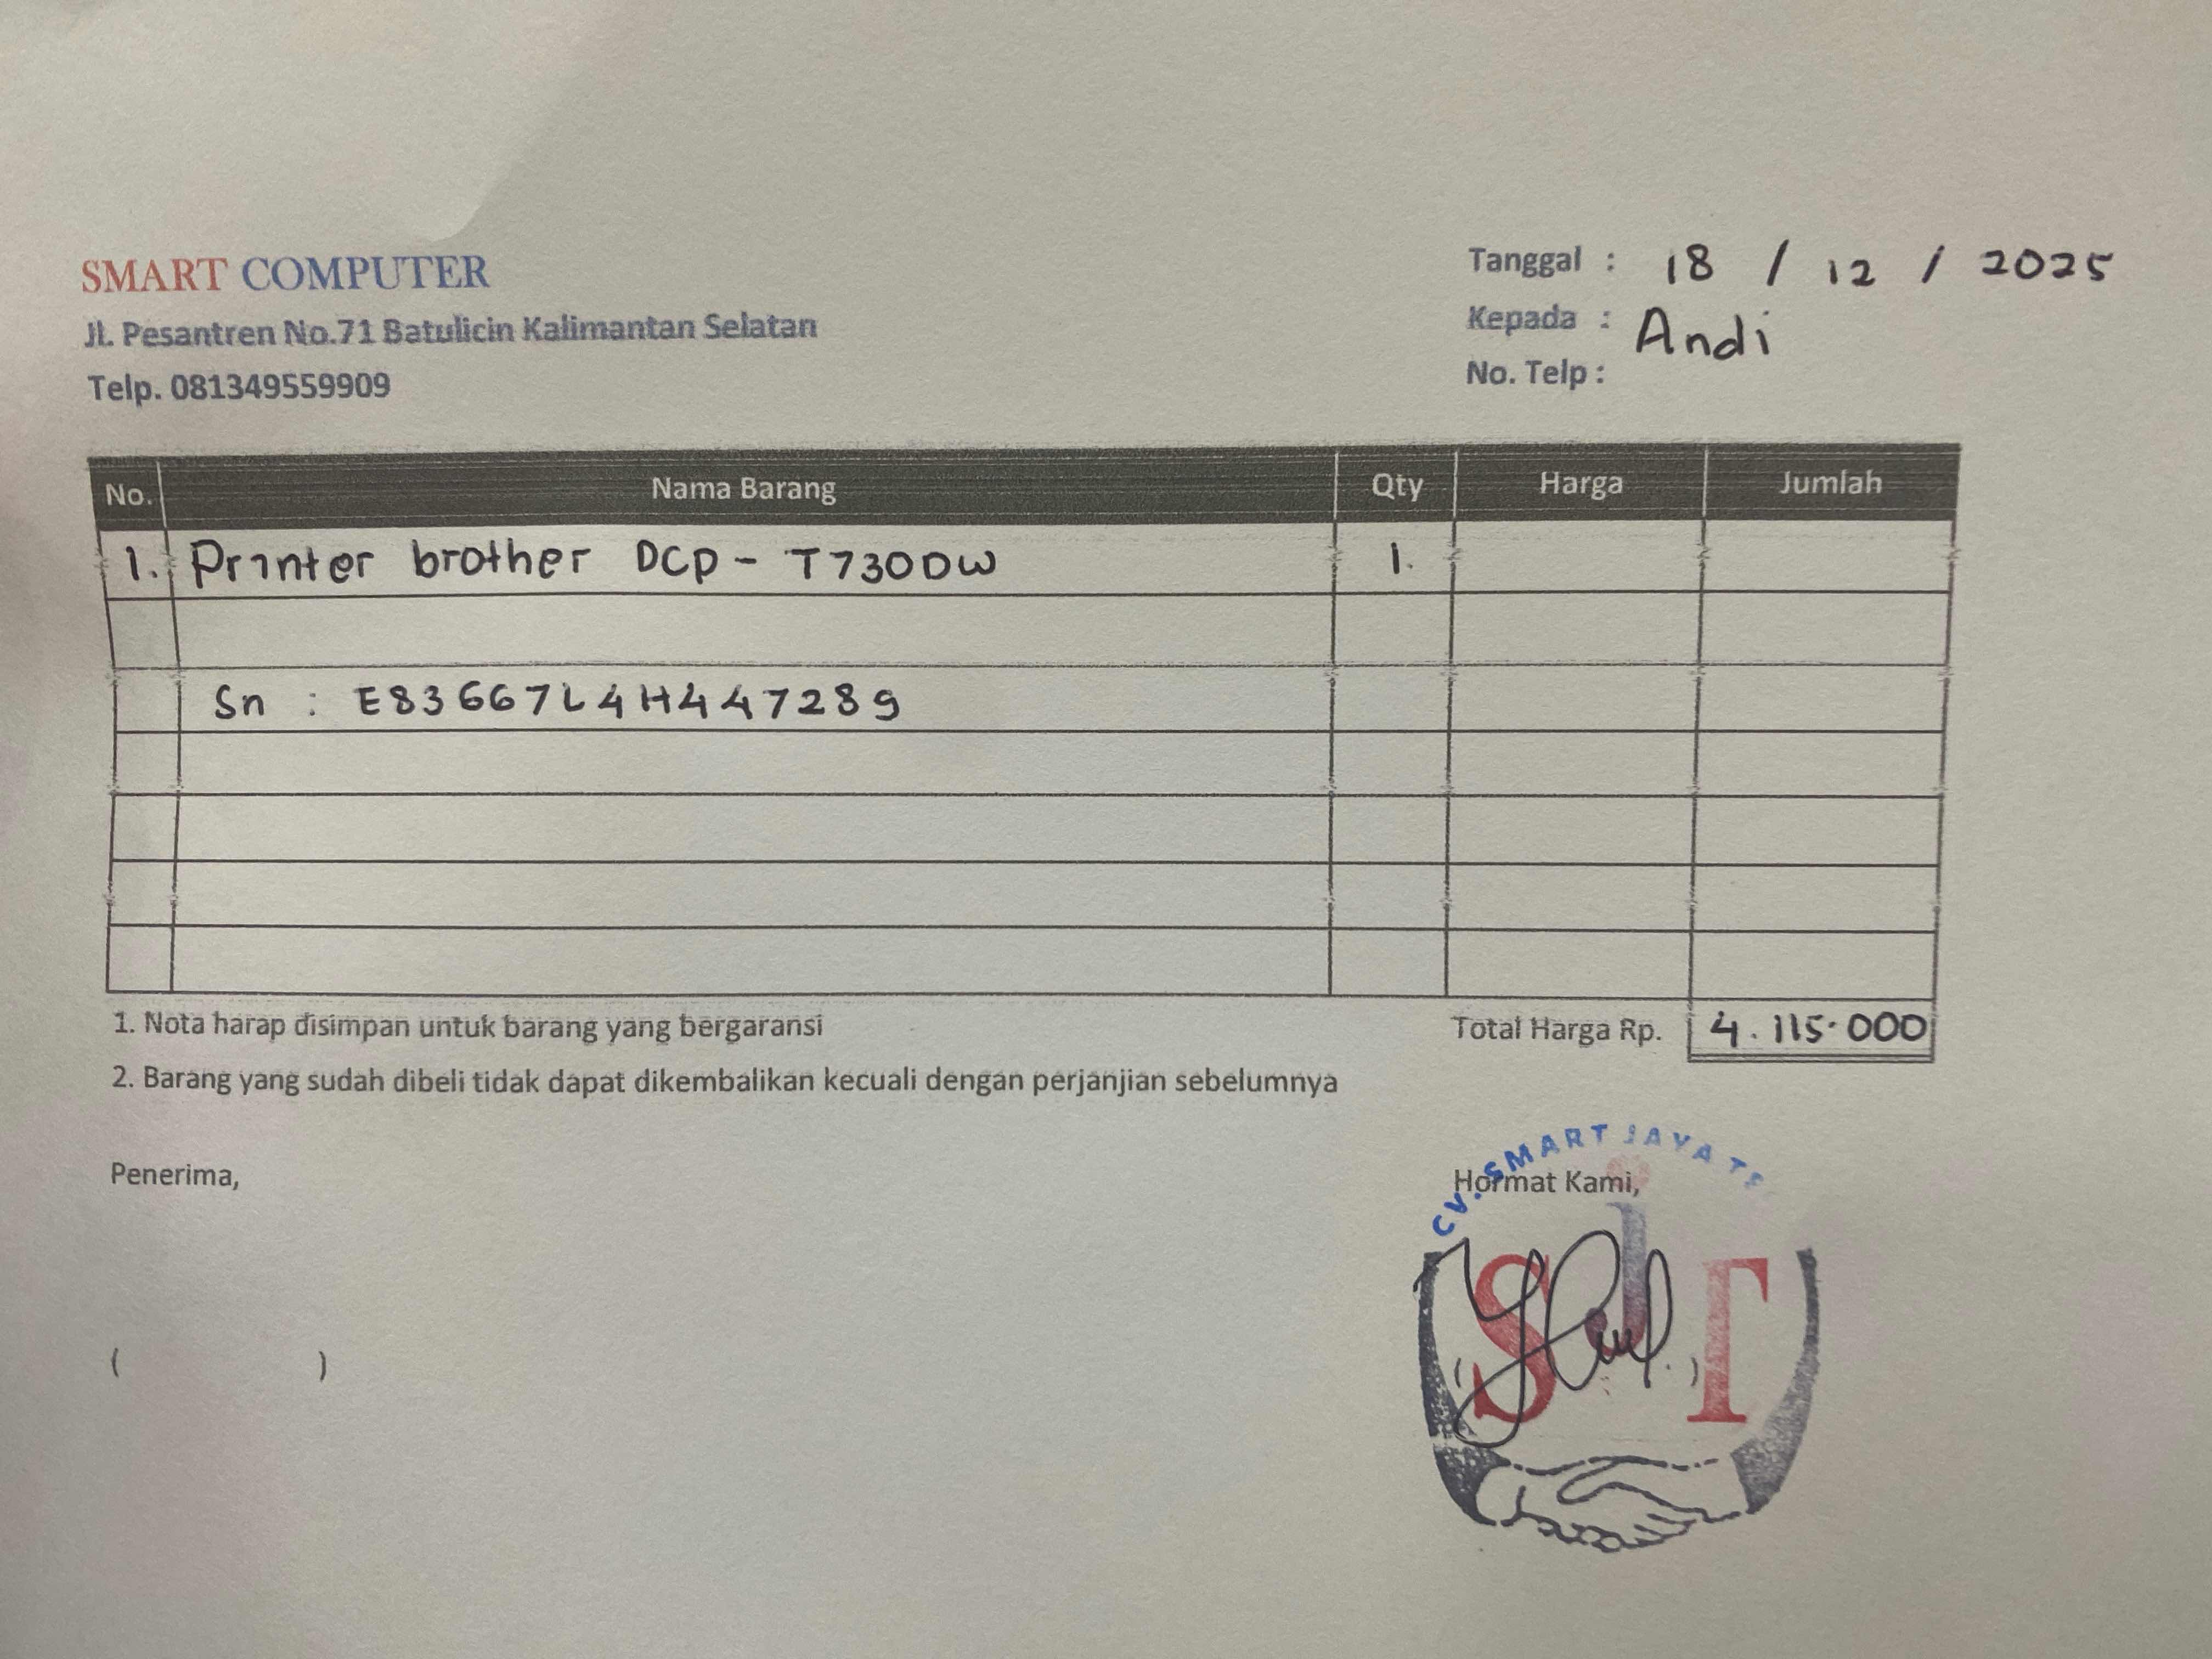 SMART COMPUTER
Jl. Pesantren No.71 Batulicin Kalimantan Selatan
Telp. 081349559909
Tanggal : 18 / 12 / 2025
Kepada : Andi
No. Telp :
No. Nama Barang Qty Harga Jumlah
1. Printer brother DCP - T730DW 1.
Sn : E83667L4H447289
1. Nota harap disimpan untuk barang yang bergaransi
Total Harga Rp. 4.115.000
2. Barang yang sudah dibeli tidak dapat dikembalikan kecuali dengan perjanjian sebelumnya
Penerima,
Hormat Kami,
CV. SMART JAYA
SJT
( )
( )